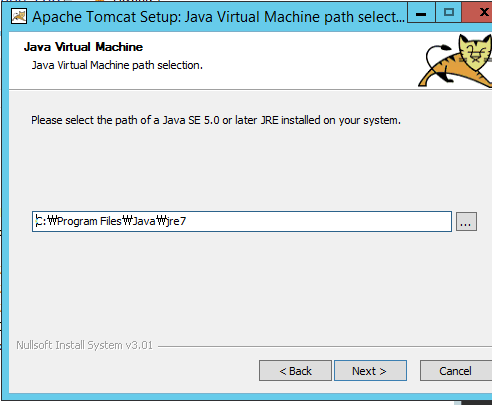 Apache Tomcat Setup: Java Virtual Machine path select...
Java Virtual Machine
Java Virtual Machine path selection.
Please select the path of a Java SE 5.0 or later JRE installed on your system.
C:₩Program Files₩Java₩jre7
...
Nullsoft Install System v3.01
< Back
Next >
Cancel